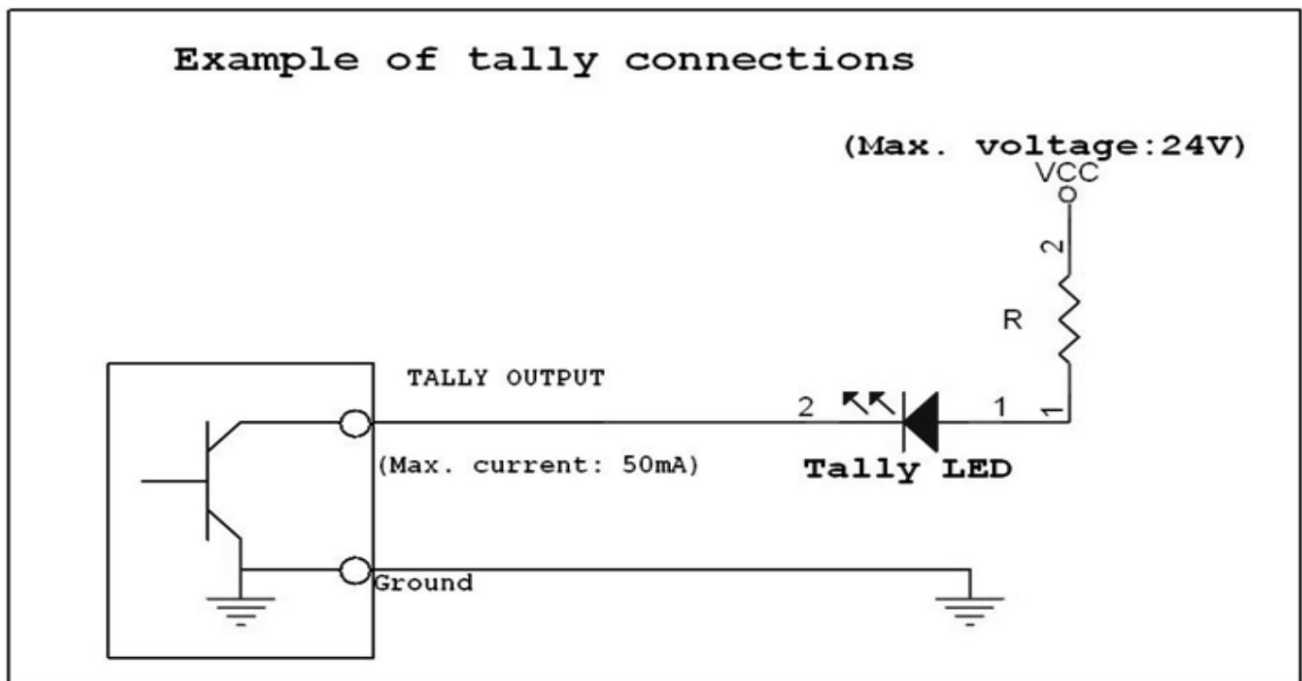 Example of tally connections
(Max. voltage:24V)
VCC
2
R
TALLY OUTPUT
2
1
1
(Max. current: 50mA)
Tally LED
Ground